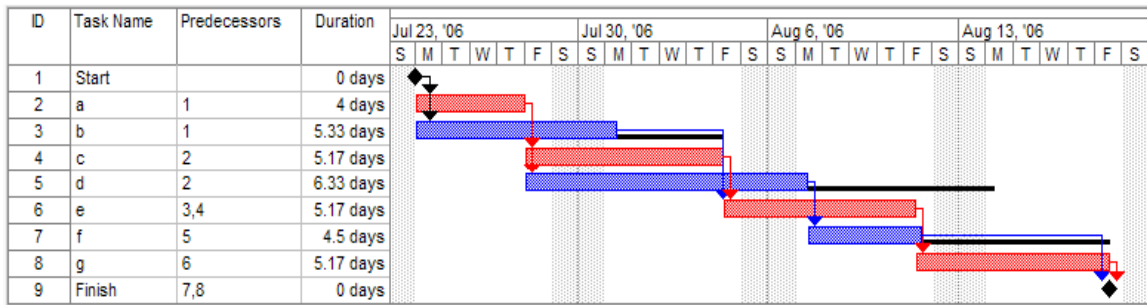 ID Task Name Predecessors Duration Jul 23, '06 Jul 30, '06 Aug 6, '06 Aug 13, '06
S M T W T F S S M T W T F S S M T W T F S S M T W T F S
1 Start 0 days
2 a 1 4 days
3 b 1 5.33 days
4 c 2 5.17 days
5 d 2 6.33 days
6 e 3,4 5.17 days
7 f 5 4.5 days
8 g 6 5.17 days
9 Finish 7,8 0 days